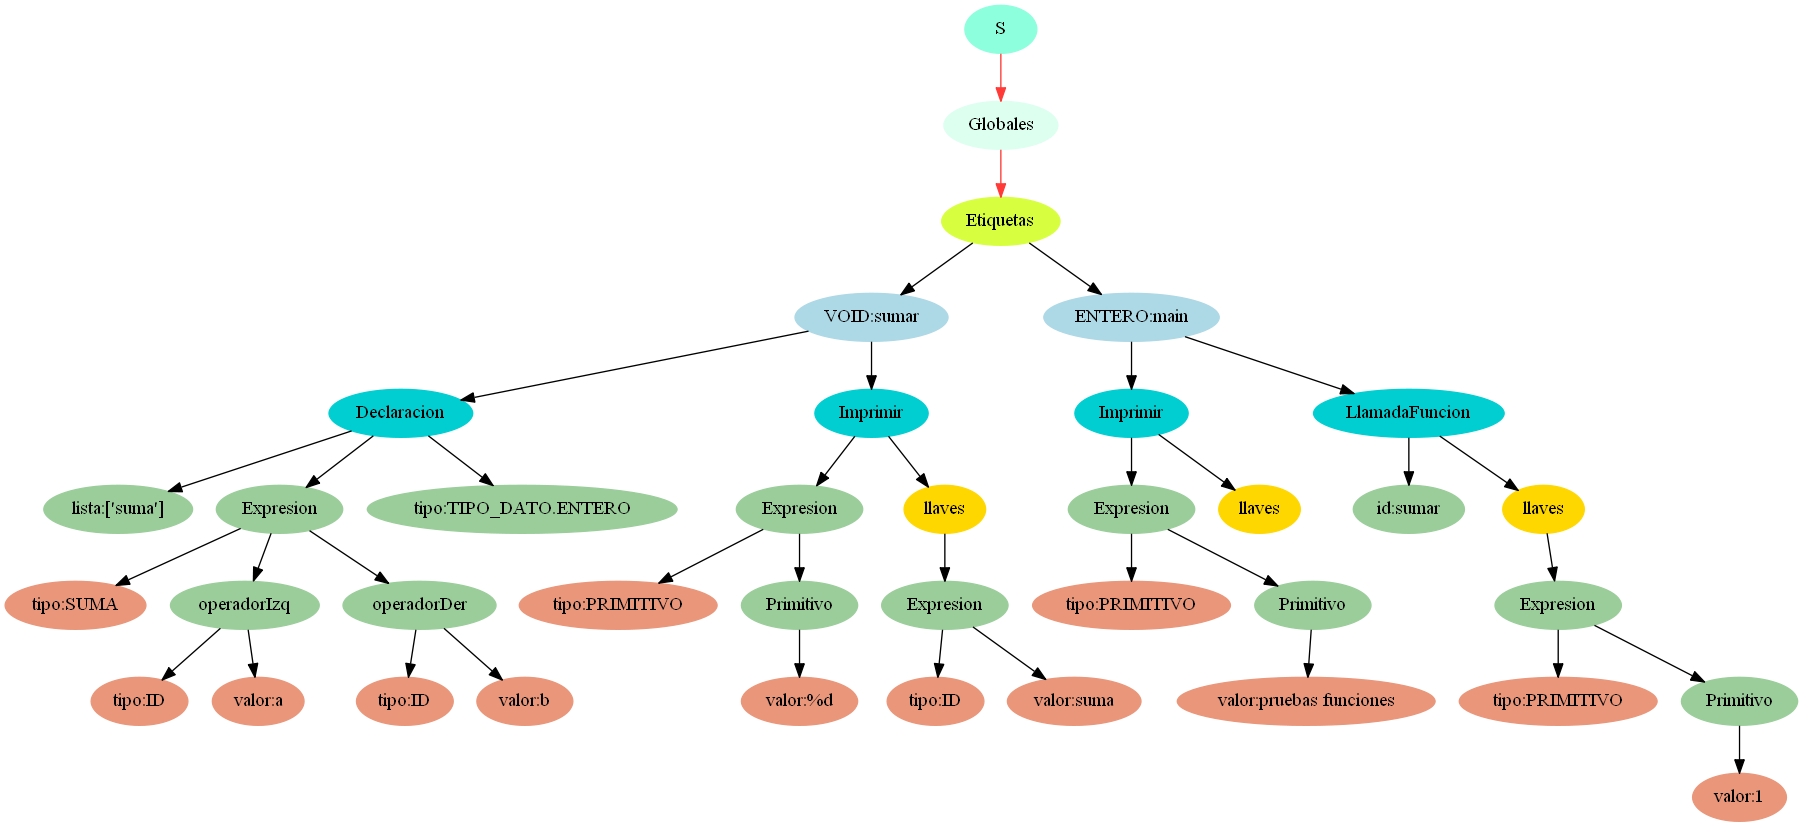 S
Globales
Etiquetas
VOID:sumar
ENTERO:main
Declaracion
Imprimir
Imprimir
LlamadaFuncion
lista:['suma']
Expresion
tipo:TIPO_DATO.ENTERO
Expresion
llaves
Expresion
llaves
id:sumar
llaves
tipo:SUMA
operadorIzq
operadorDer
tipo:PRIMITIVO
Primitivo
Expresion
tipo:PRIMITIVO
Primitivo
Expresion
tipo:ID
valor:a
tipo:ID
valor:b
valor:%d
tipo:ID
valor:suma
valor:pruebas funciones
tipo:PRIMITIVO
Primitivo
valor:1